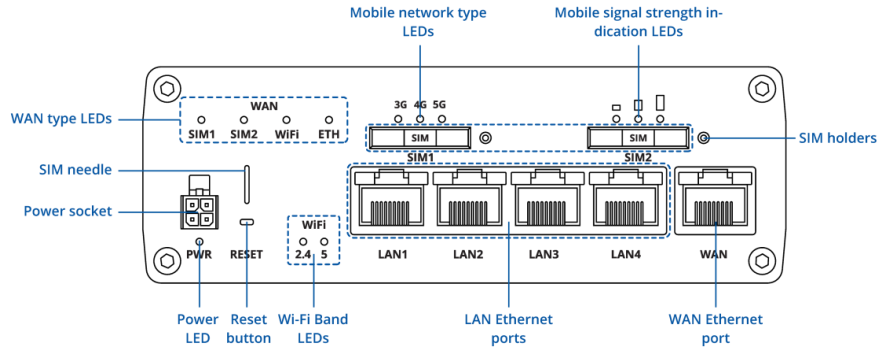 Mobile network type
LEDs
Mobile signal strength in-
dication LEDs
WAN type LEDs
WAN
SIM1 SIM2 WiFi ETH
3G 4G 5G
SIM
SIM1
SIM
SIM2
SIM holders
SIM needle
Power socket
WiFi
2.4 5
PWR
RESET
LAN1
LAN2
LAN3
LAN4
WAN
Power
LED
Reset
button
Wi-Fi Band
LEDs
LAN Ethernet
ports
WAN Ethernet
port